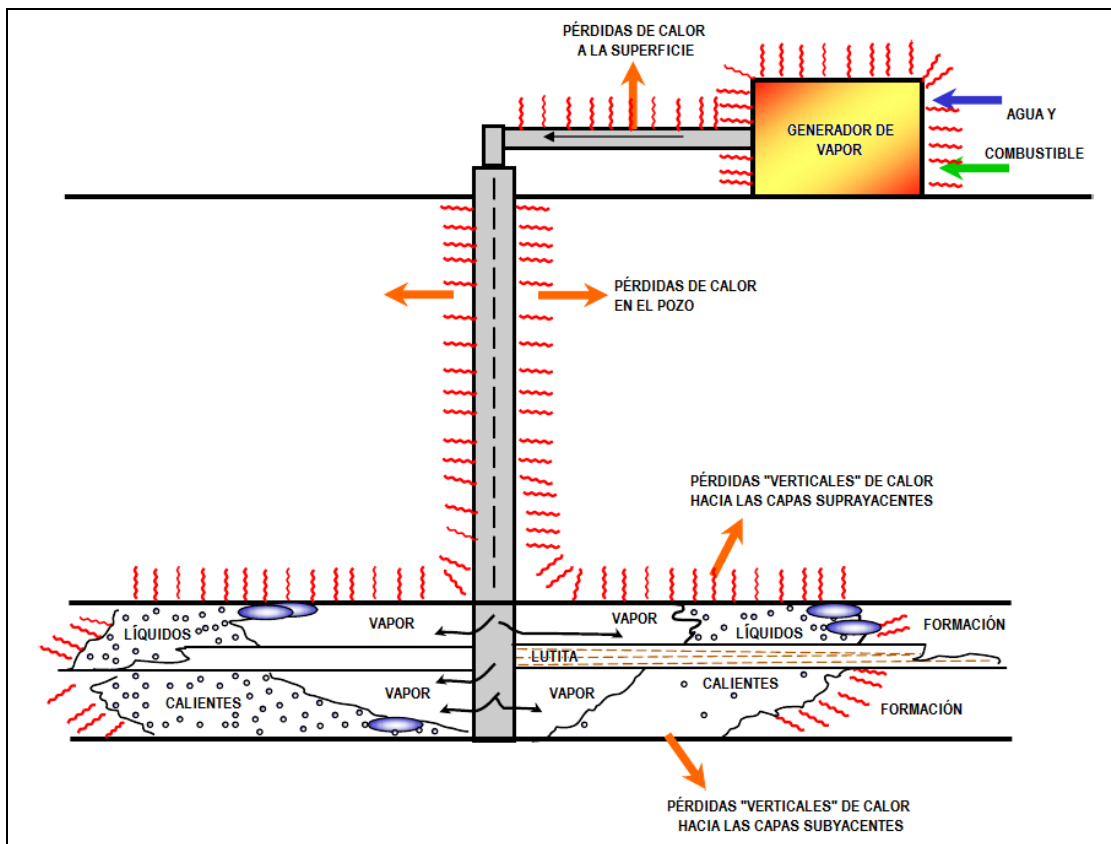 PÉRDIDAS DE CALOR
A LA SUPERFICIE
GENERADOR DE
VAPOR
AGUA Y
COMBUSTIBLE
PÉRDIDAS DE CALOR
EN EL POZO
PÉRDIDAS "VERTICALES" DE CALOR
HACIA LAS CAPAS SUPRAYACENTES
LÍQUIDOS
VAPOR
VAPOR
LÍQUIDOS
FORMACIÓN
LUTITA
CALIENTES
VAPOR
VAPOR
CALIENTES
FORMACIÓN
PÉRDIDAS "VERTICALES" DE CALOR
HACIA LAS CAPAS SUBYACENTES